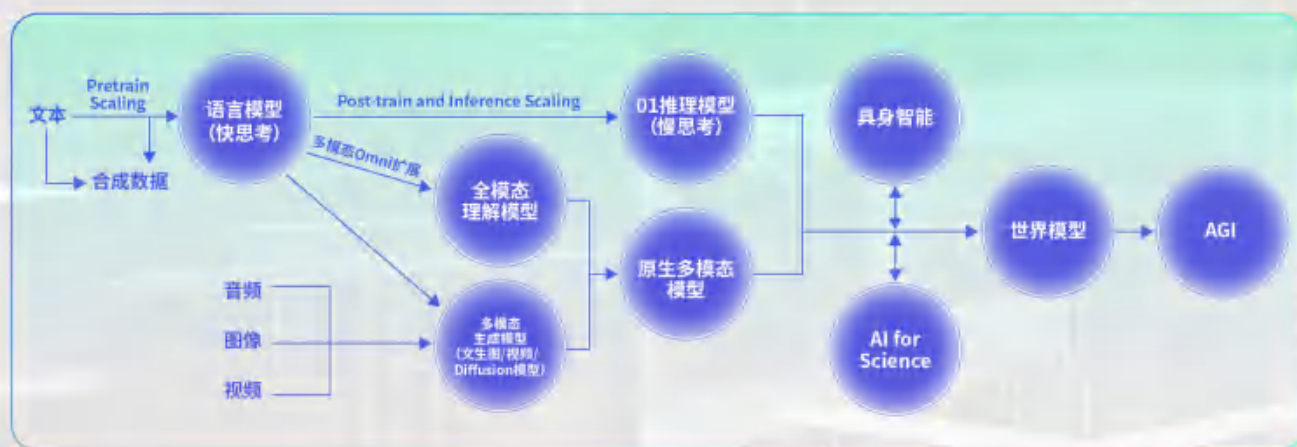 文本
Pretrain
Scaling
合成数据
语言模型
（快思考）
Post-train and Inference Scaling
多模态Omni扩展
01推理模型
（慢思考）
全模态
理解模型
音频
图像
视频
多模态
生成模型
（文生图/视频/
Diffusion模型）
原生多模态
模型
具身智能
AI for
Science
世界模型
AGI